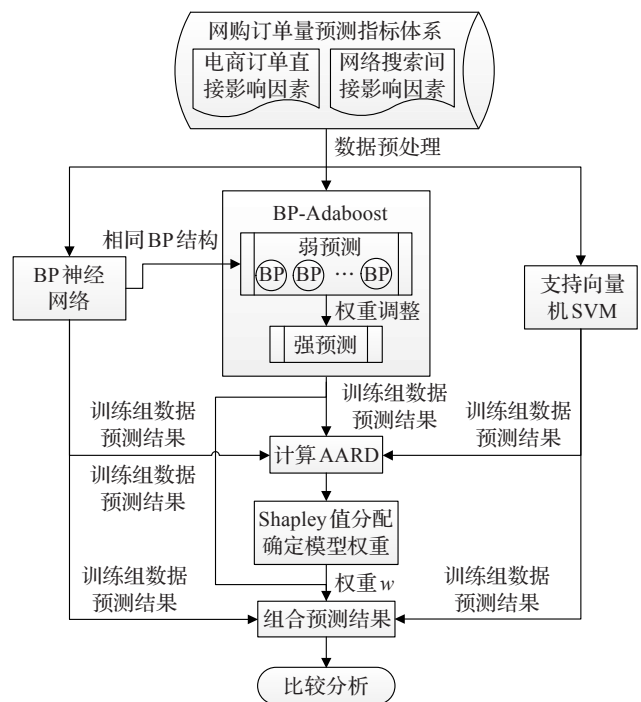 网购订单量预测指标体系
电商订单直
接影响因素
网络搜索间
接影响因素
数据预处理
BP-Adaboost
相同BP结构
弱预测
BP BP … BP
BP神经
网络
权重调整
强预测
支持向量
机SVM
训练组数据
预测结果
训练组数据
预测结果
训练组数据
预测结果
计算AARD
训练组数据
预测结果
Shapley值分配
确定模型权重
权重w
训练组数据
预测结果
训练组数据
预测结果
组合预测结果
比较分析